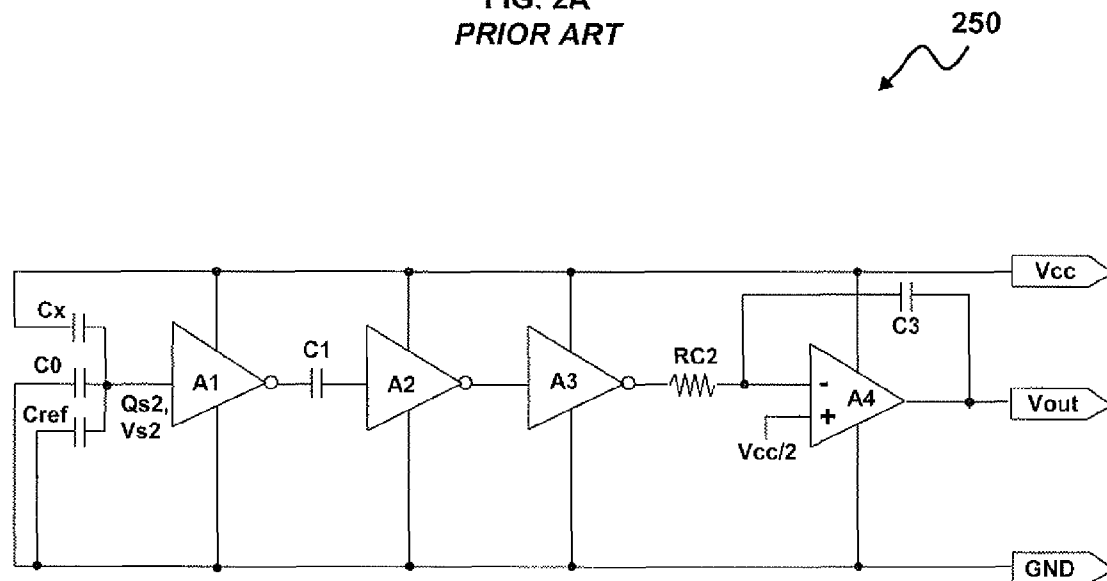 FIG. 2A
PRIOR ART
250
Vcc
Cx
C3
C0
C1
RC2
A1
A2
A3
-
A4
Cref
Qs2,
Vs2
+
Vout
Vcc/2
GND